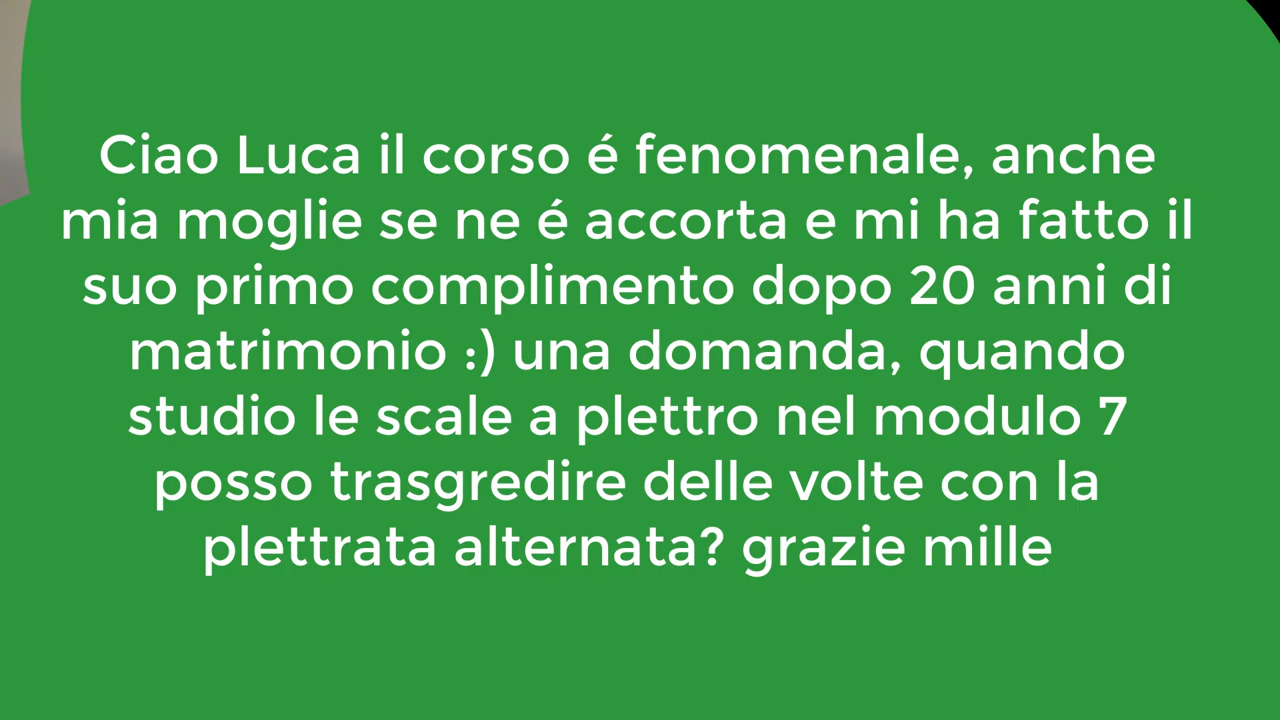 Ciao Luca il corso é fenomenale, anche
mia moglie se ne é accorta e mi ha fatto il
suo primo complimento dopo 20 anni di
matrimonio :) una domanda, quando
studio le scale a plettro nel modulo 7
posso trasgredire delle volte con la
plettrata alternata? grazie mille